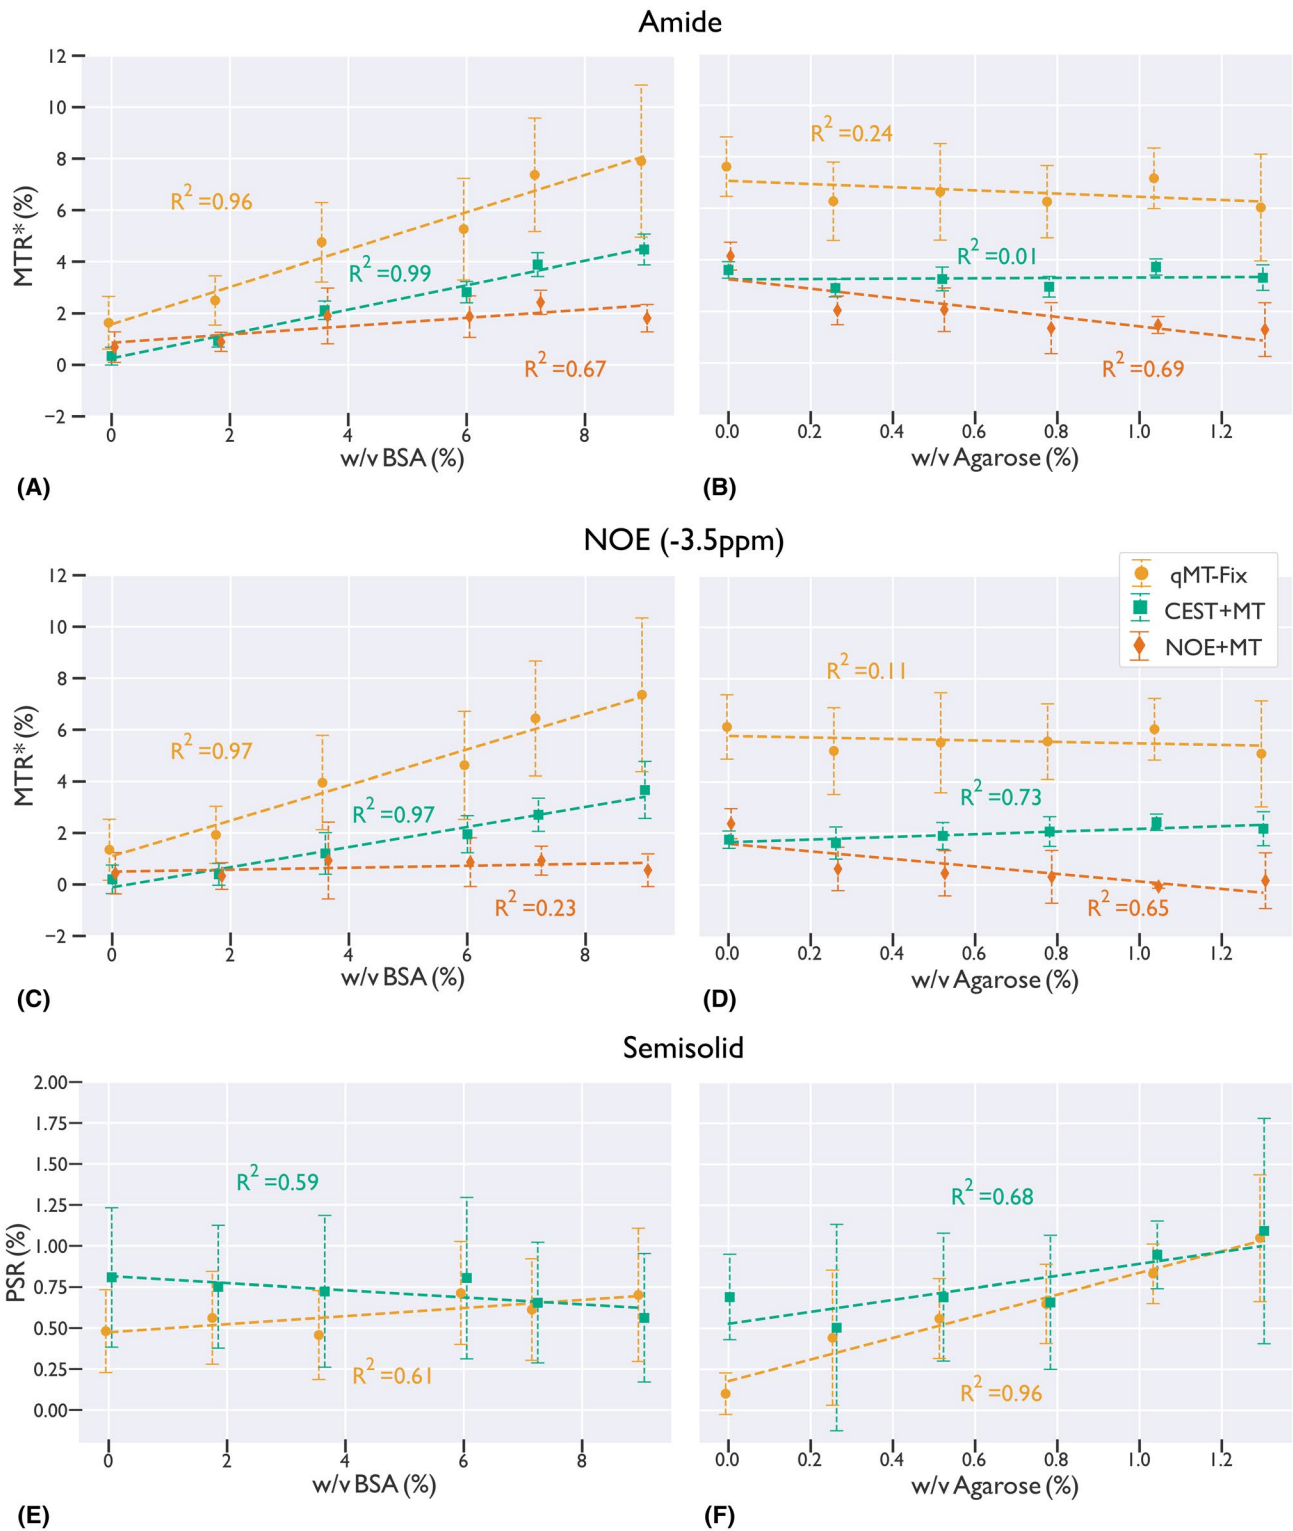 Amide
12
10
8
6
4
2
0
−2
MTR* (%)
R2 =0.96
R2 =0.99
R2 =0.67
0 2 4 6 8
w/v BSA (%)
(A)
R2 =0.24
R2 =0.01
R2 =0.69
0.0 0.2 0.4 0.6 0.8 1.0 1.2
w/v Agarose (%)
(B)
NOE (-3.5ppm)
12
10
8
6
4
2
0
−2
MTR* (%)
R2 =0.97
R2 =0.97
R2 =0.23
0 2 4 6 8
w/v BSA (%)
(C)
qMT-Fix
CEST+MT
NOE+MT
R2 =0.11
R2 =0.73
R2 =0.65
0.0 0.2 0.4 0.6 0.8 1.0 1.2
w/v Agarose (%)
(D)
Semisolid
2.00
1.75
1.50
1.25
1.00
0.75
0.50
0.25
0.00
PSR (%)
R2 =0.59
R2 =0.61
0 2 4 6 8
w/v BSA (%)
(E)
R2 =0.68
R2 =0.96
0.0 0.2 0.4 0.6 0.8 1.0 1.2
w/v Agarose (%)
(F)